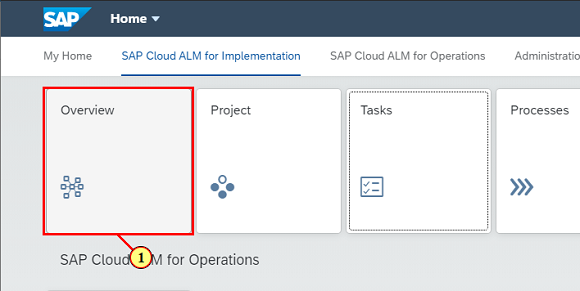 SAP Home
My Home SAP Cloud ALM for Implementation SAP Cloud ALM for Operations Administratio
Overview Project Tasks Processes
1
SAP Cloud ALM for Operations